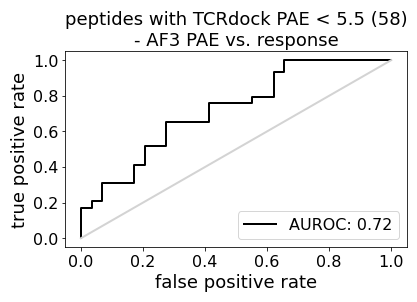 peptides with TCRdock PAE < 5.5 (58)
- AF3 PAE vs. response
true positive rate
1.0
0.8
0.6
0.4
0.2
0.0
AUROC: 0.72
0.0 0.2 0.4 0.6 0.8 1.0
false positive rate